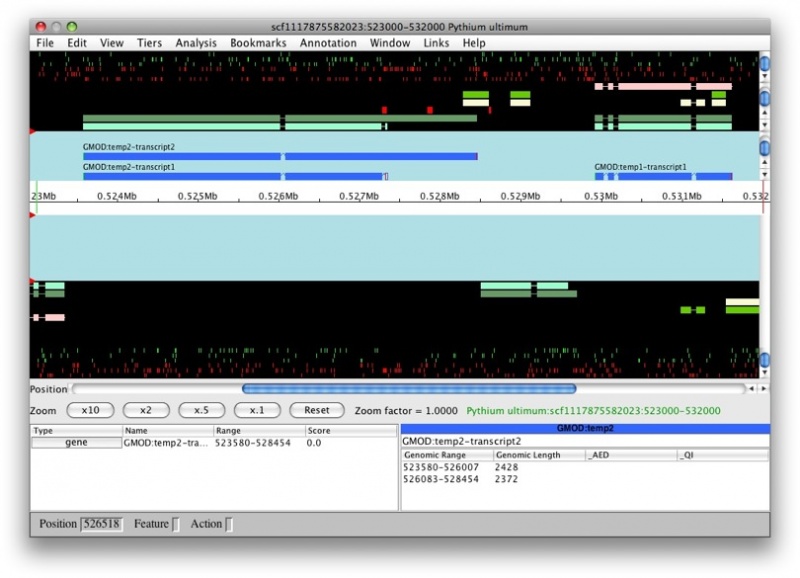 scf1117875582023:523000-532000 Pythium ultimum
File Edit View Tiers Analysis Bookmarks Annotation Window Links Help
GMOD:temp2-transcript2
GMOD:temp2-transcript1 GMOD:temp1-transcript1
23Mb 0.524Mb 0.525Mb 0.526Mb 0.527Mb 0.528Mb 0.529Mb 0.53Mb 0.531Mb 0.532
Position
Zoom x10 x2 x.5 x.1 Reset Zoom factor = 1.0000 Pythium ultimum:scf1117875582023:523000-532000
Type Name Range Score GMOD:temp2
gene GMOD:temp2-tra... 523580-528454 0.0 GMOD:temp2-transcript2
Genomic Range Genomic Length _AED _QI
523580-526007 2428
526083-528454 2372
Position 526518 Feature Action